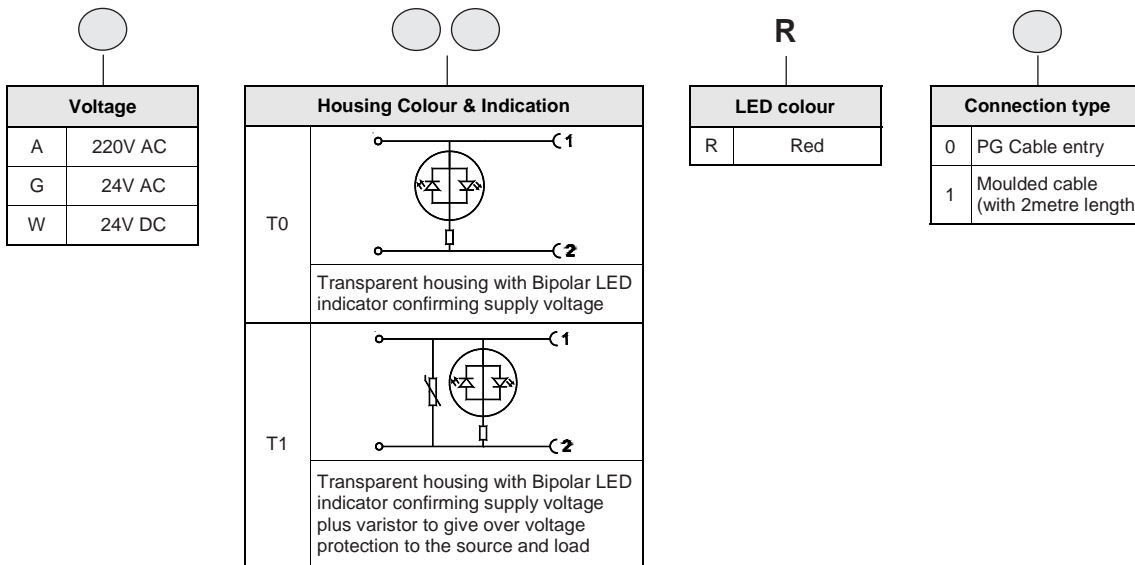 R
Voltage
A 220V AC
G 24V AC
W 24V DC
Housing Colour & Indication
T0
1
2
Transparent housing with Bipolar LED
indicator confirming supply voltage
T1
1
2
Transparent housing with Bipolar LED
indicator confirming supply voltage
plus varistor to give over voltage
protection to the source and load
LED colour
R Red
Connection type
0 PG Cable entry
1 Moulded cable
(with 2metre length